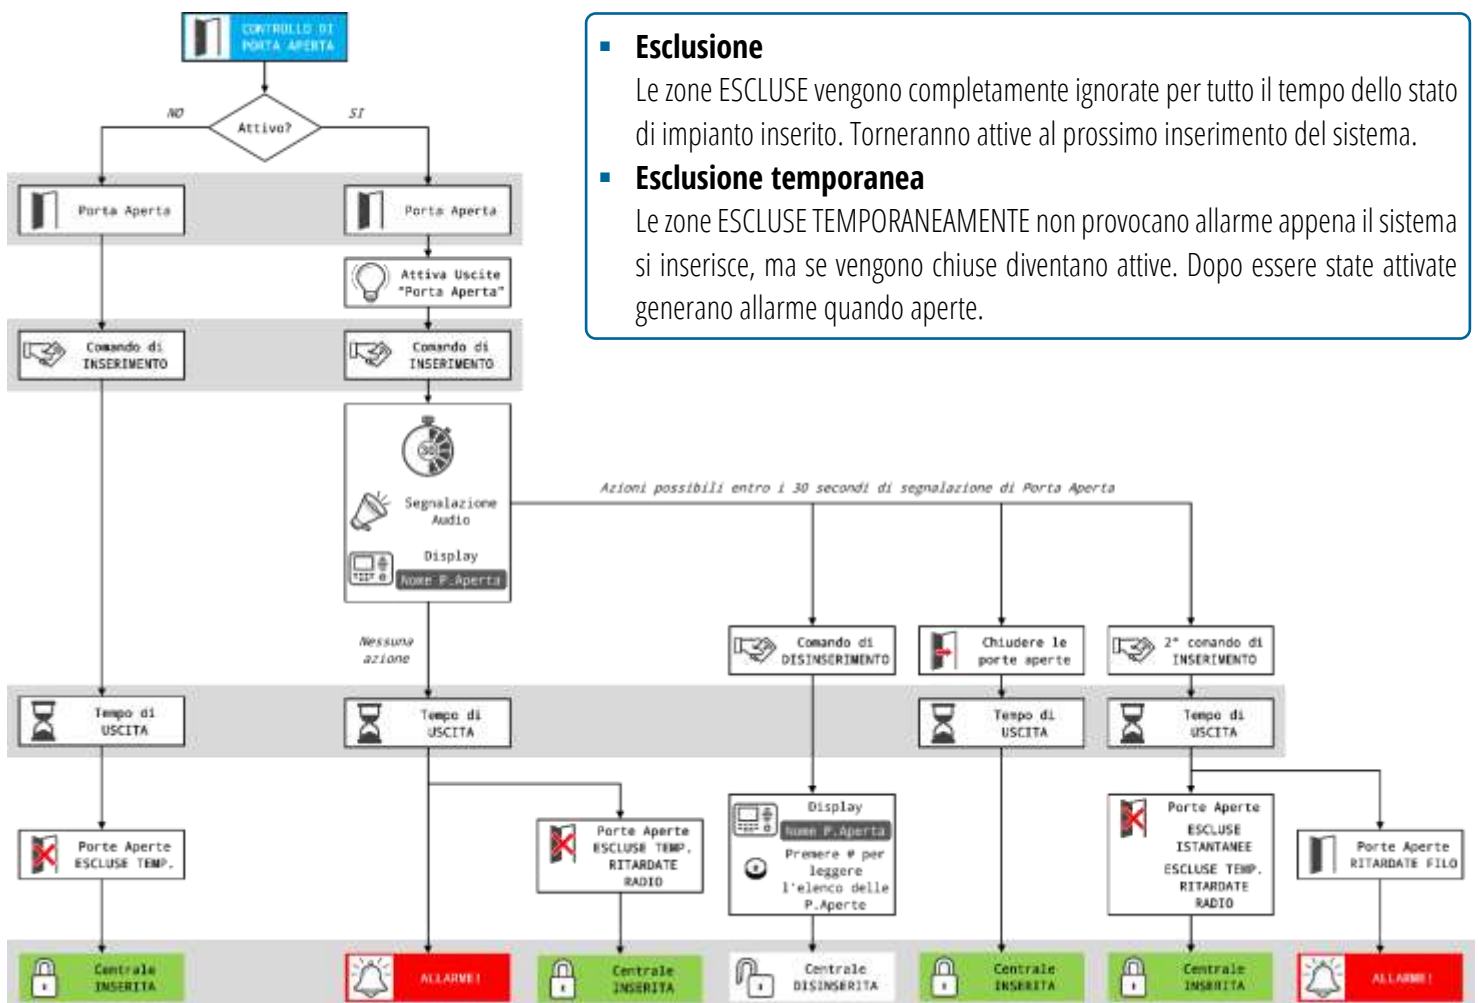 CONTROLLO DI
PORTA APERTA
Esclusione
Le zone ESCLUSE vengono completamente ignorate per tutto il tempo dello stato
di impianto inserito. Torneranno attive al prossimo inserimento del sistema.
Esclusione temporanea
Le zone ESCLUSE TEMPORANEAMENTE non provocano allarme appena il sistema
si inserisce, ma se vengono chiuse diventano attive. Dopo essere state attivate
generano allarme quando aperte.
NO
Attivo?
SI
Porta Aperta
Porta Aperta
Attiva Uscite
"Porta Aperta"
Comando di
INSERIMENTO
Comando di
INSERIMENTO
30
Segnalazione
Audio
Display
Nome P.Aperta
Azioni possibili entro i 30 secondi di segnalazione di Porta Aperta
Nessuna
azione
Comando di
DISINSERIMENTO
Chiudere le
porte aperte
2° comando di
INSERIMENTO
Tempo di
USCITA
Tempo di
USCITA
Tempo di
USCITA
Tempo di
USCITA
Porte Aperte
ESCLUSE TEMP.
Porte Aperte
ESCLUSE TEMP.
RITARDATE
RADIO
Display
Nome P.Aperta
Premere # per
leggere
l'elenco delle
P.Aperte
Porte Aperte
ESCLUSE
ISTANTANEE
ESCLUSE TEMP.
RITARDATE
RADIO
Porte Aperte
RITARDATE FILO
Centrale
INSERITA
ALLARME!
Centrale
INSERITA
Centrale
DISINSERITA
Centrale
INSERITA
Centrale
INSERITA
ALLARME!